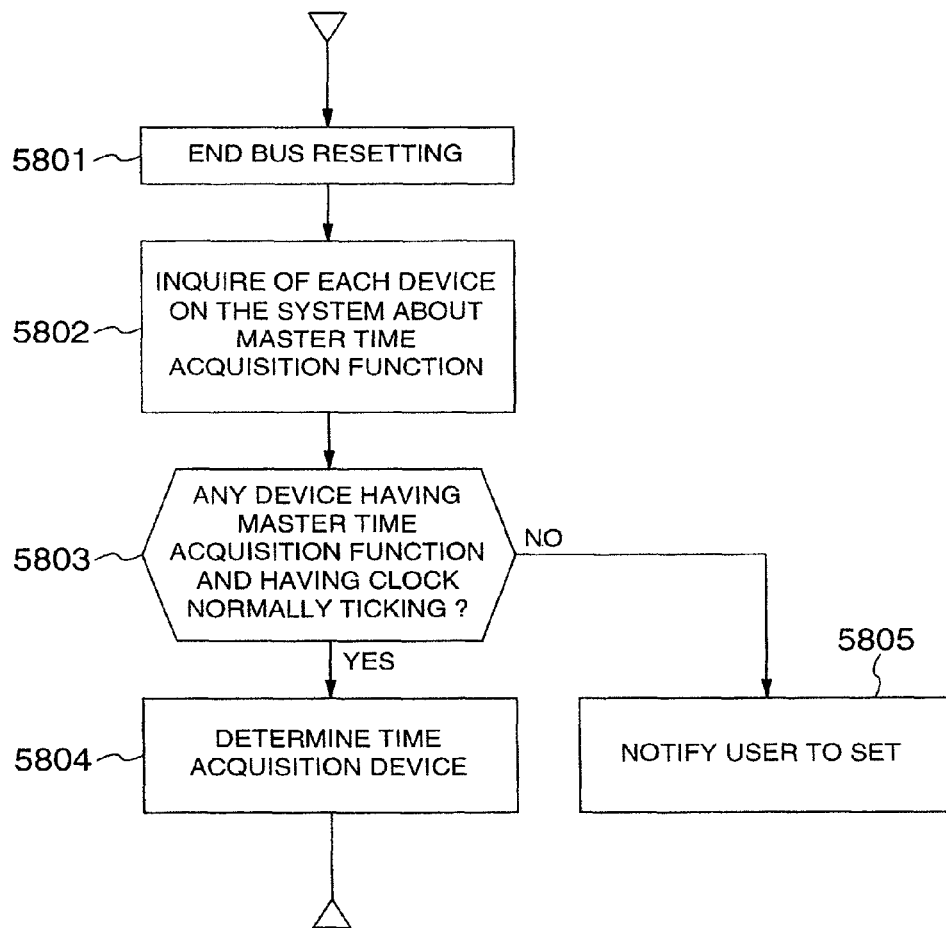 5801
END BUS RESETTING
5802
INQUIRE OF EACH DEVICE
ON THE SYSTEM ABOUT
MASTER TIME
ACQUISITION FUNCTION
5803
ANY DEVICE HAVING
MASTER TIME
ACQUISITION FUNCTION
AND HAVING CLOCK
NORMALLY TICKING ?
NO
YES
5804
DETERMINE TIME
ACQUISITION DEVICE
5805
NOTIFY USER TO SET